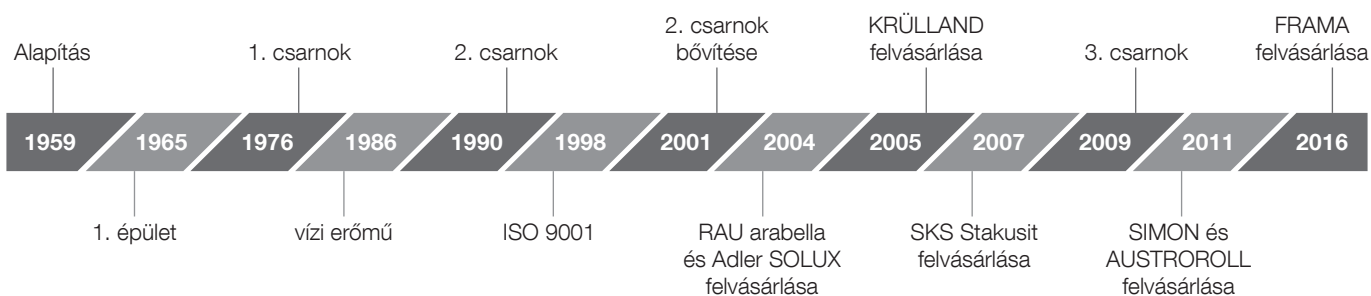 Alapítás
1. csarnok
2. csarnok
2. csarnok
bővítése
KRÜLLAND
felvásárlása
3. csarnok
FRAMA
felvásárlása
1959 1965 1976 1986 1990 1998 2001 2004 2005 2007 2009 2011 2016
1. épület
vízi erőmű
ISO 9001
RAU arabella
és Adler SOLUX
felvásárlása
SKS Stakusit
felvásárlása
SIMON és
AUSTROROLL
felvásárlása